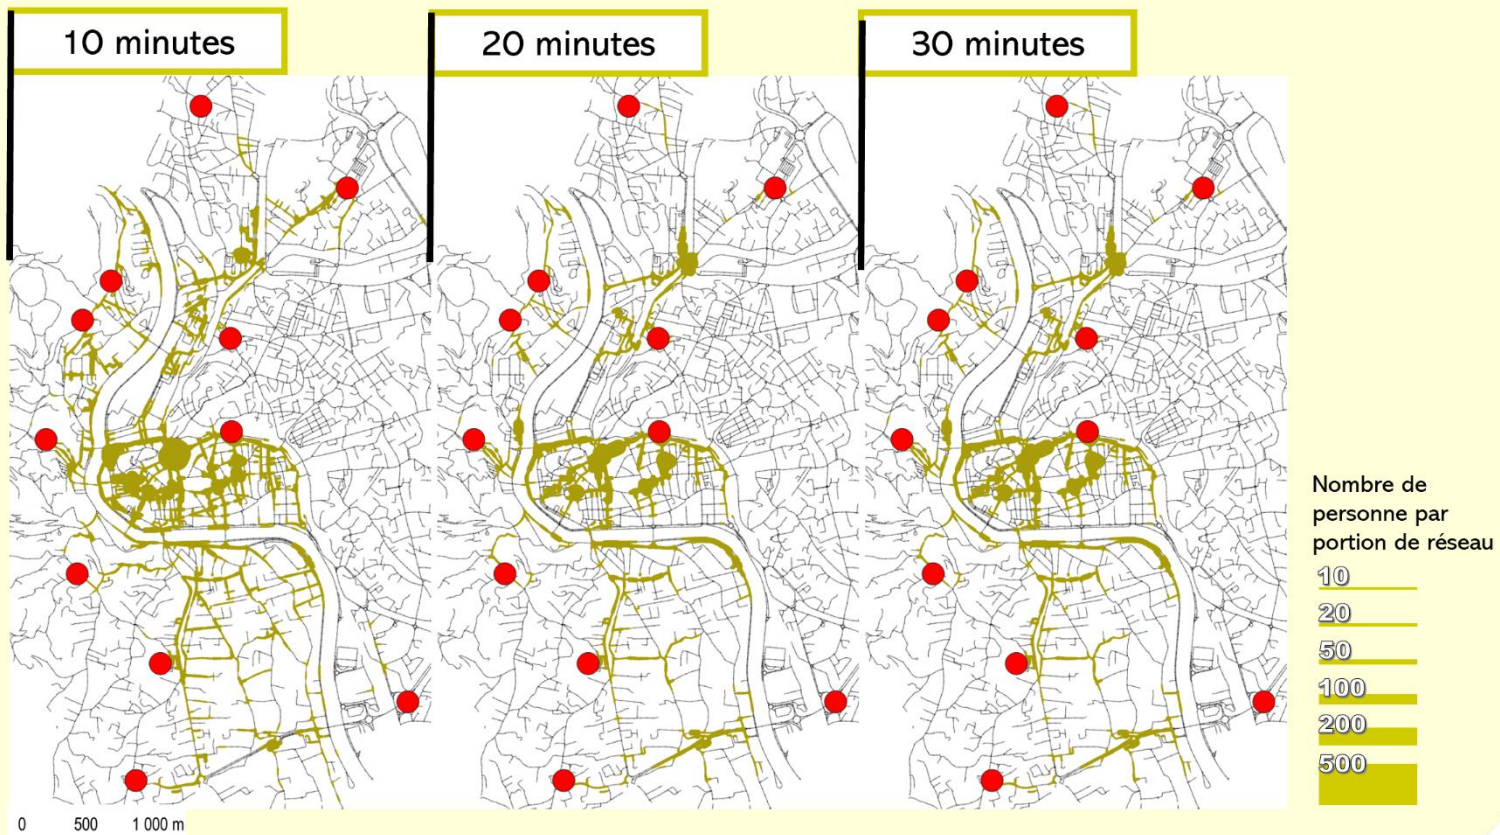 10 minutes
20 minutes
30 minutes
Nombre de
personne par
portion de réseau
10
20
50
100
200
500
0 500 1 000 m